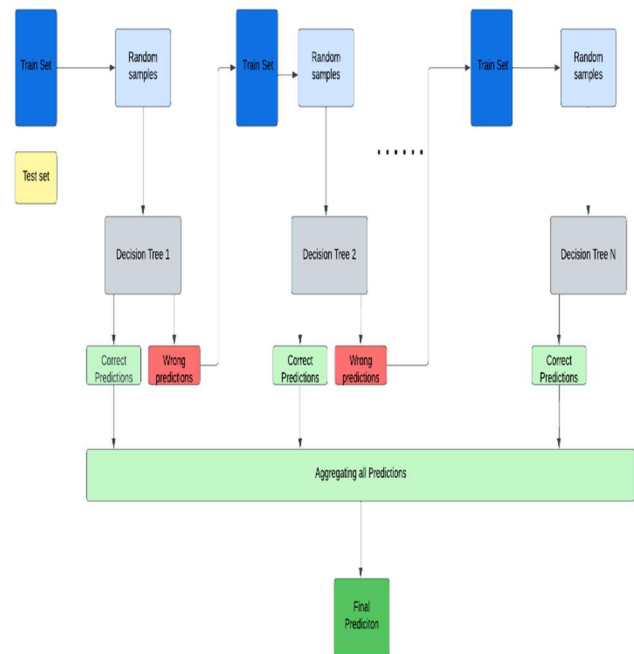 Train Set
Random
samples
Train Set
Random
samples
Train Set
Random
samples
Test set
Decision Tree 1
Decision Tree 2
Decision Tree N
Correct
Predictions
Wrong
predictions
Correct
Predictions
Wrong
predictions
Correct
Predictions
Aggregating all Predictions
Final
Prediciton